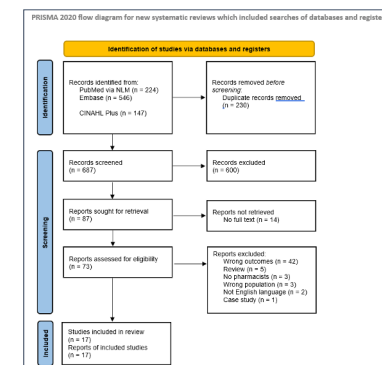 PRISMA 2020 flow diagram for new systematic reviews which included searches of databases and registe
Identification of studies via databases and registers
Identification
Records identified from:
PubMed via NLM (n = 224)
Embase (n = 546)
CINAHL Plus (n = 147)
Records removed before
screening:
Duplicate records removed
(n = 230)
Screening
Records screened
(n = 687)
Records excluded
(n = 600)
Reports sought for retrieval
(n = 87)
Reports not retrieved
No full text (n = 14)
Reports assessed for eligibility
(n = 73)
Reports excluded:
Wrong outcomes (n = 42)
Review (n = 5)
No pharmacists (n = 3)
Wrong population (n = 3)
Not English language (n = 2)
Case study (n = 1)
Included
Studies included in review
(n = 17)
Reports of included studies
(n = 17)